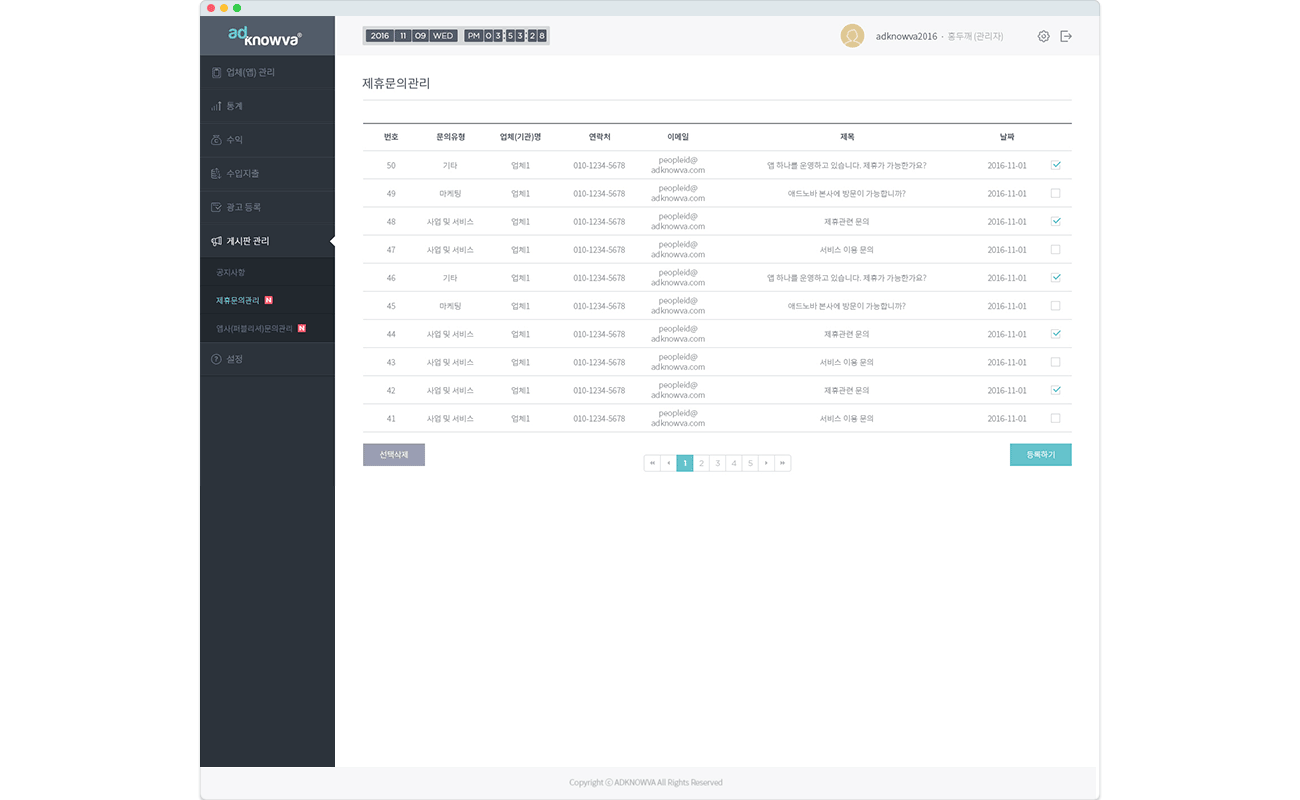 adknowva®
2016 11 09 WED PM 03:53:28
adknowva2016 · 홍두깨 (관리자)
업체(앱) 관리
통계
수익
수입지출
광고 등록
게시판 관리
공지사항
제휴문의관리 N
앱사(퍼블리셔)문의관리 N
설정
제휴문의관리
번호 문의유형 업체(기관)명 연락처 이메일 제목 날짜
50 기타 업체1 010-1234-5678 peopleid@
adknowva.com 앱 하나를 운영하고 있습니다. 제휴가 가능한가요? 2016-11-01
49 마케팅 업체1 010-1234-5678 peopleid@
adknowva.com 애드노바 본사에 방문이 가능합니까? 2016-11-01
48 사업 및 서비스 업체1 010-1234-5678 peopleid@
adknowva.com 제휴관련 문의 2016-11-01
47 사업 및 서비스 업체1 010-1234-5678 peopleid@
adknowva.com 서비스 이용 문의 2016-11-01
46 기타 업체1 010-1234-5678 peopleid@
adknowva.com 앱 하나를 운영하고 있습니다. 제휴가 가능한가요? 2016-11-01
45 마케팅 업체1 010-1234-5678 peopleid@
adknowva.com 애드노바 본사에 방문이 가능합니까? 2016-11-01
44 사업 및 서비스 업체1 010-1234-5678 peopleid@
adknowva.com 제휴관련 문의 2016-11-01
43 사업 및 서비스 업체1 010-1234-5678 peopleid@
adknowva.com 서비스 이용 문의 2016-11-01
42 사업 및 서비스 업체1 010-1234-5678 peopleid@
adknowva.com 제휴관련 문의 2016-11-01
41 사업 및 서비스 업체1 010-1234-5678 peopleid@
adknowva.com 서비스 이용 문의 2016-11-01
선택삭제
« ‹ 1 2 3 4 5 › »
등록하기
Copyright ⓒ ADKNOWVA All Rights Reserved